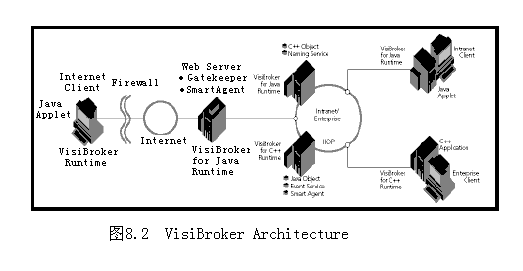 Internet
Client
Java
Applet
VisiBroker
Runtime
Firewall
Internet
Web Server
• Gatekeeper
• SmartAgent
VisiBroker
for Java
Runtime
C++ Object
Naming Service
VisiBroker
for Java
Runtime
Intranet/
Enterprise
IIOP
VisiBroker
for C++
Runtime
Java Object
Event Service
Smart Agent
VisiBroker
for Java
Runtime
Intranet
Client
Java
Applet
C++
Application
VisiBroker
for C++
Runtime
Enterprise
Client
图8.2 VisiBroker Architecture